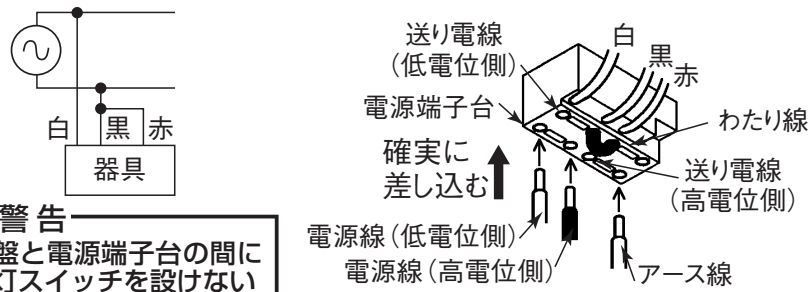 白
黒
赤
器具
警告
盤と電源端子台の間に
灯スイッチを設けない
送り電線
(低電位側)
白
黒
赤
電源端子台
わたり線
確実に
差し込む
送り電線
(高電位側)
電源線(低電位側)
電源線(高電位側)
アース線